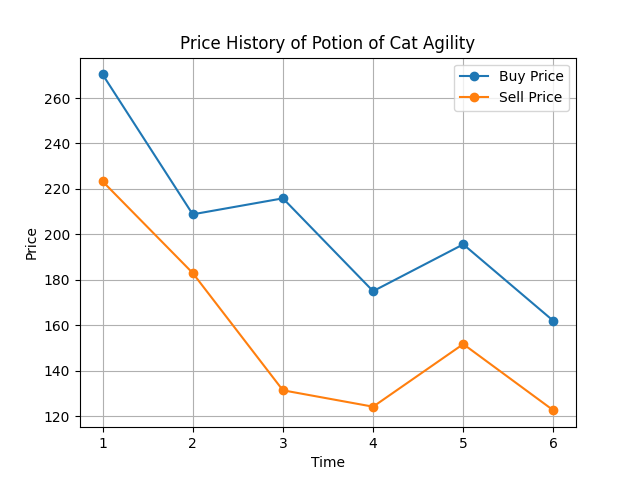 Price History of Potion of Cat Agility
Buy Price
Sell Price
260
240
220
200
180
160
140
120
Price
1 2 3 4 5 6
Time